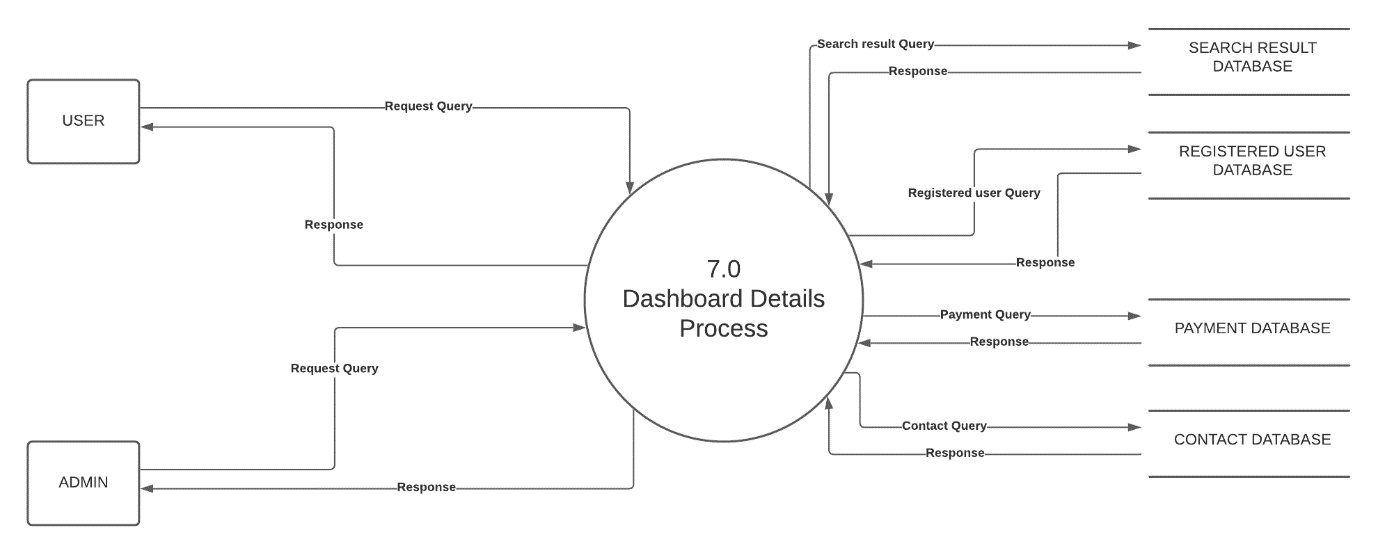 Search result Query
SEARCH RESULT
DATABASE
Response
USER
Request Query
REGISTERED USER
DATABASE
Registered user Query
Response
Response
7.0
Dashboard Details
Process
Payment Query
PAYMENT DATABASE
Response
Request Query
Contact Query
CONTACT DATABASE
Response
ADMIN
Response